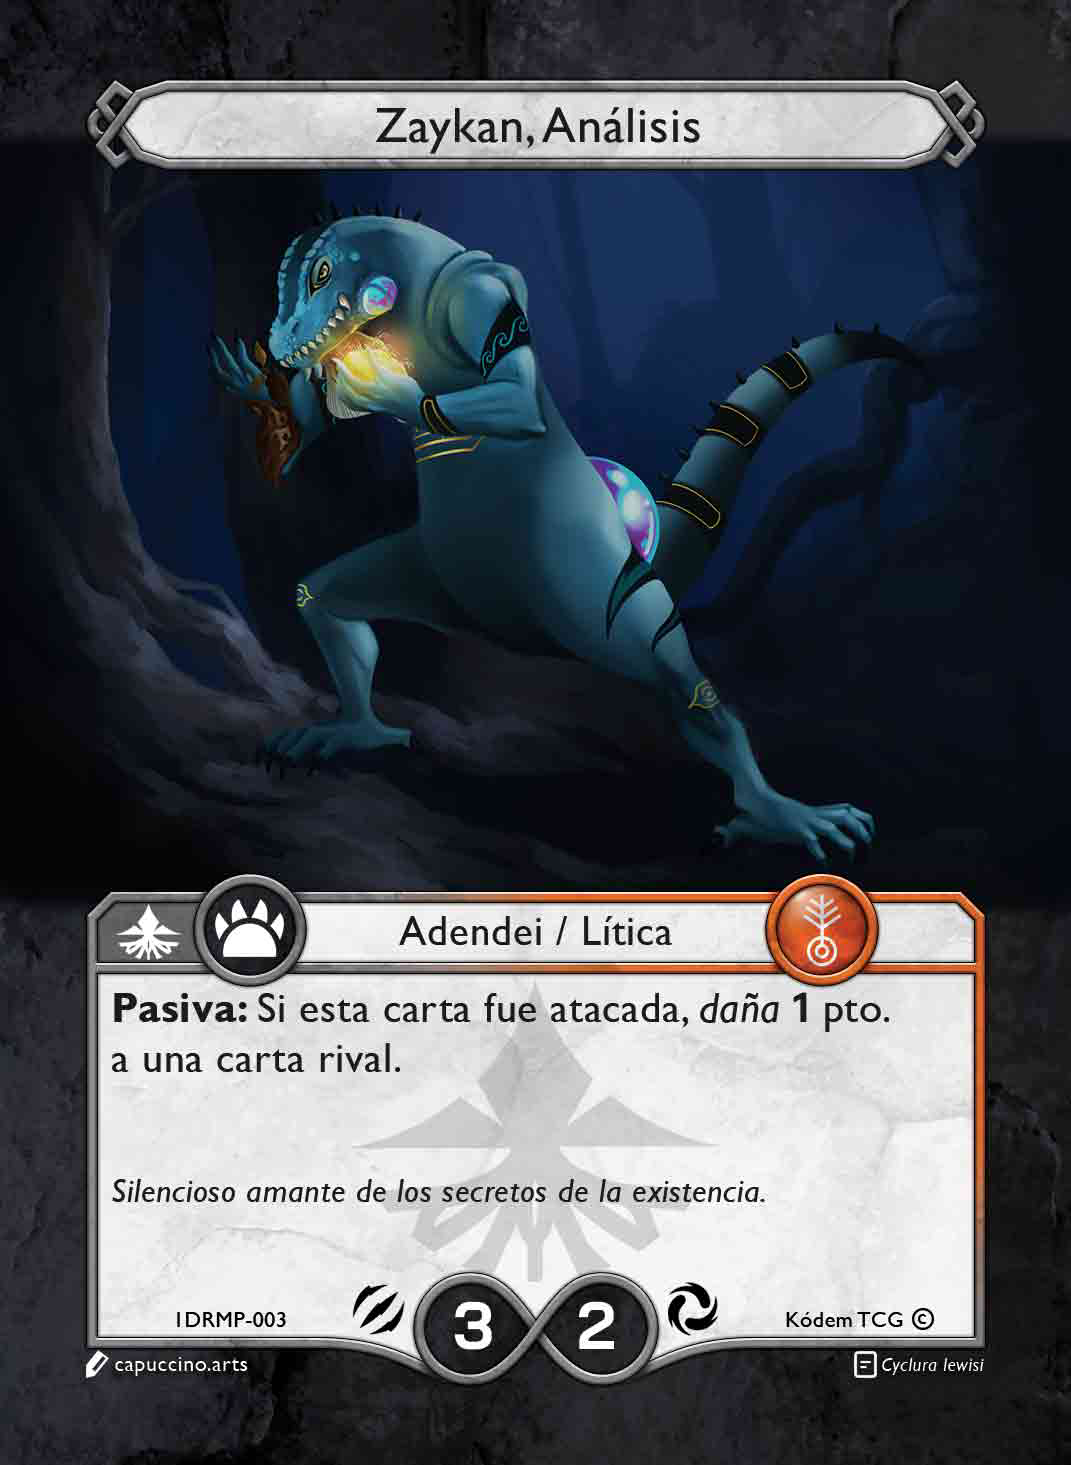 Zaykan, Análisis
Adendei / Lítica
Pasiva: Si esta carta fue atacada, daña 1 pto.
a una carta rival.
Silencioso amante de los secretos de la existencia.
1DRMP-003
3
2
Kódem TCG ©
capuccino.arts
Cyclura lewisi